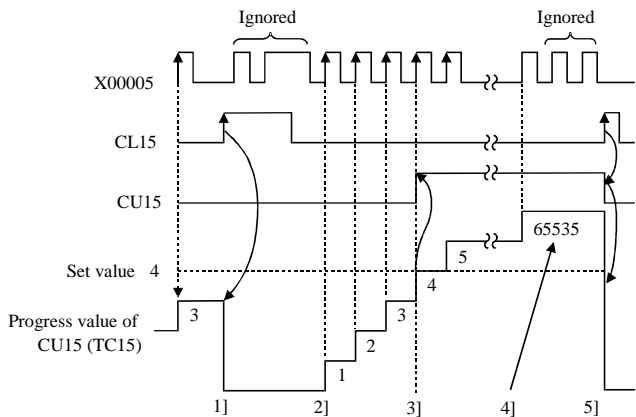 Ignored Ignored
X00005
CL15
CU15
65535
5
Set value 4
4
3 3
Progress value of
CU15 (TC15)
2
1
1] 2] 3] 4] 5]